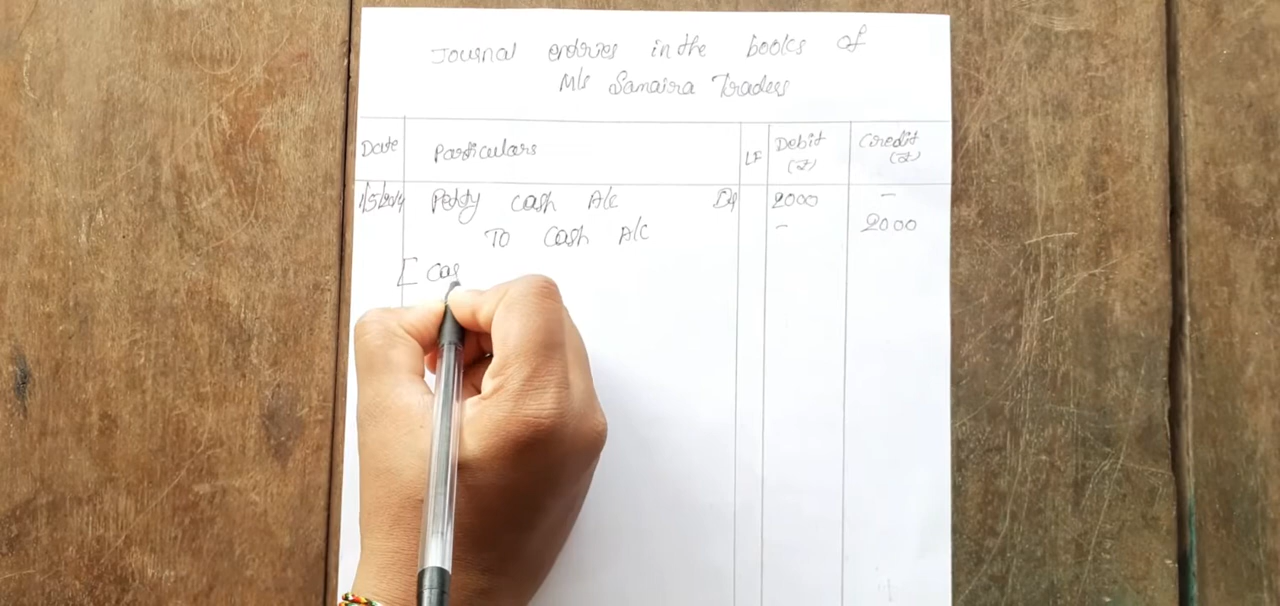 Journal entries in the books of
M/s Samaira Traders
Date Particulars LF Debit (₹) Credit (₹)
1/5/2014 Petty cash A/c Dr 2000 -
To cash A/c - 2000
[ Cas